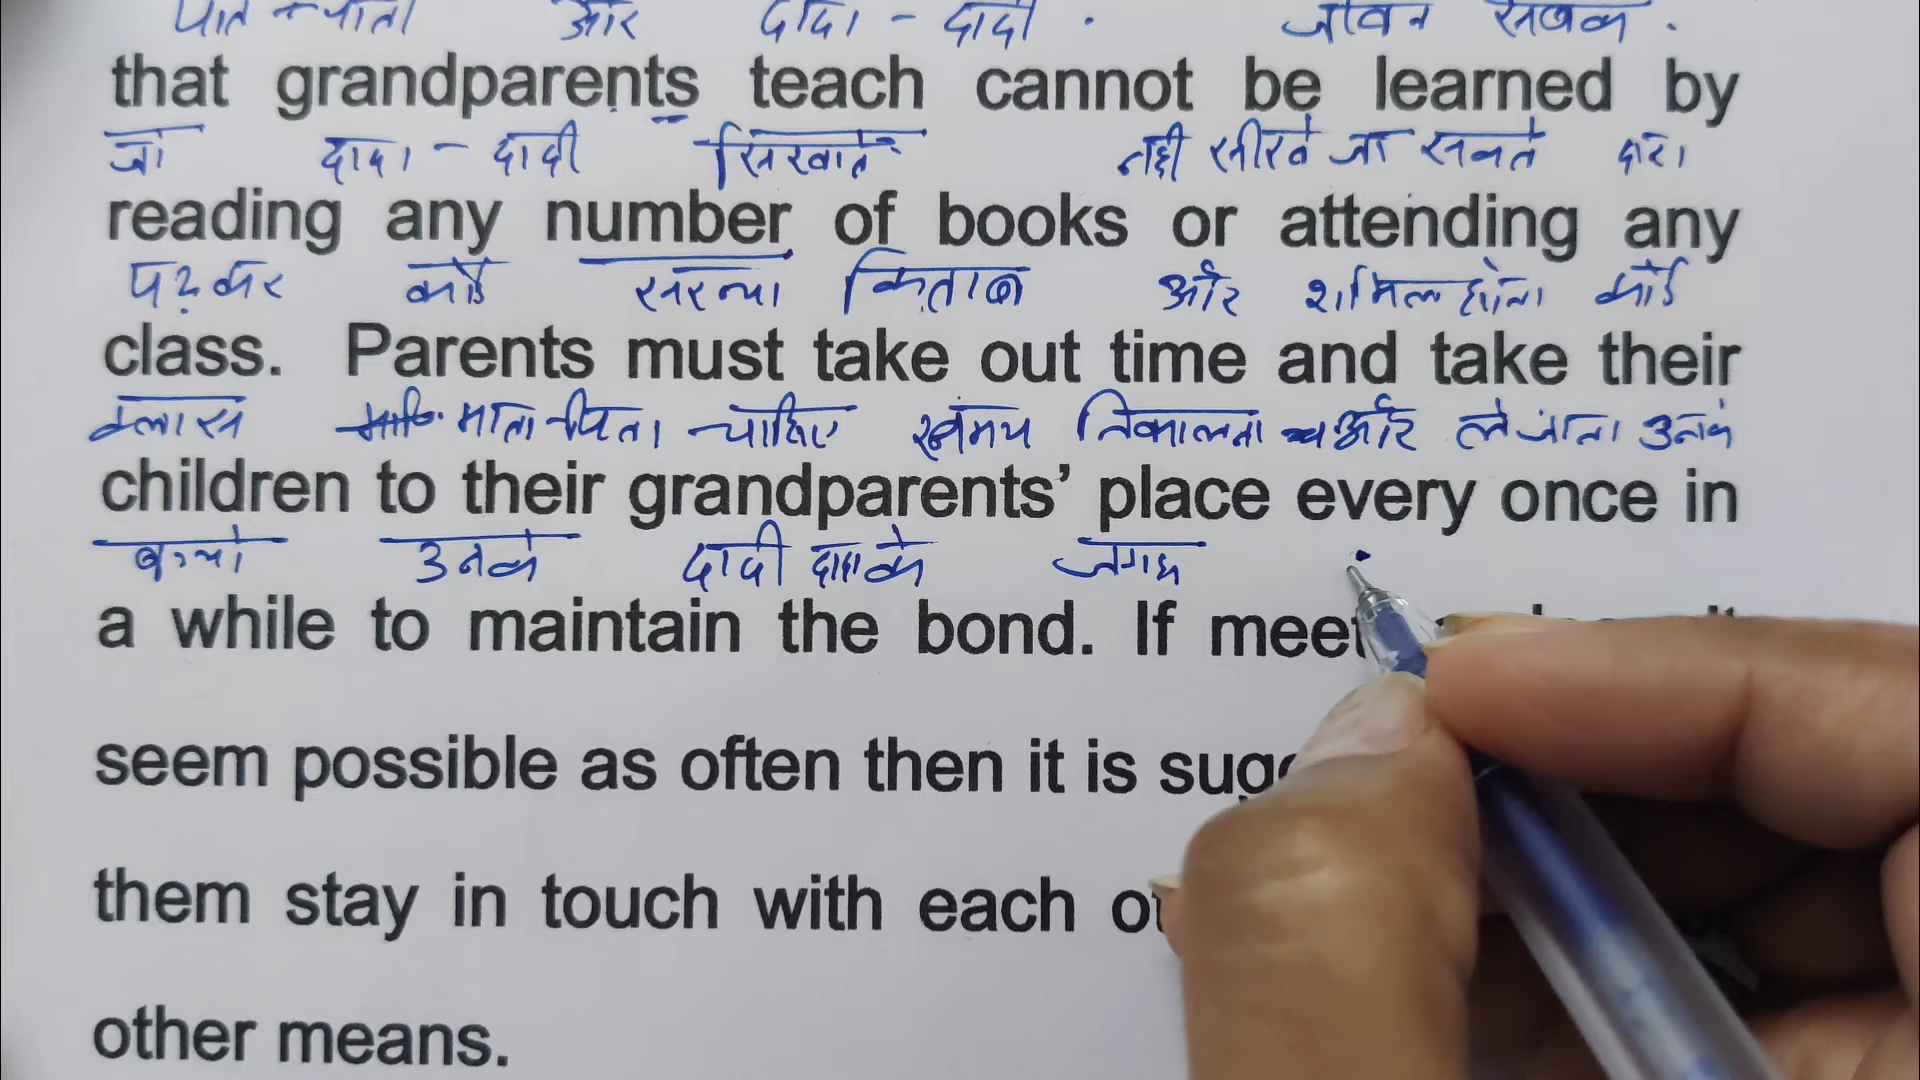 और दादा - दादी . जीवन सबक .
that grandparents teach cannot be learned by
जो दादा - दादी सिखाते नही सीखे जा सकते द्वारा
reading any number of books or attending any
पढ़कर कोई संख्या किताब और शामिल होना कोई
class. Parents must take out time and take their
क्लास माता पिता चाहिए समय निकालना और ले जाना उनके
children to their grandparents’ place every once in
बच्चो उनके दादी दादा के जगह
a while to maintain the bond. If
seem possible as often then it is
them stay in touch with each
other means.